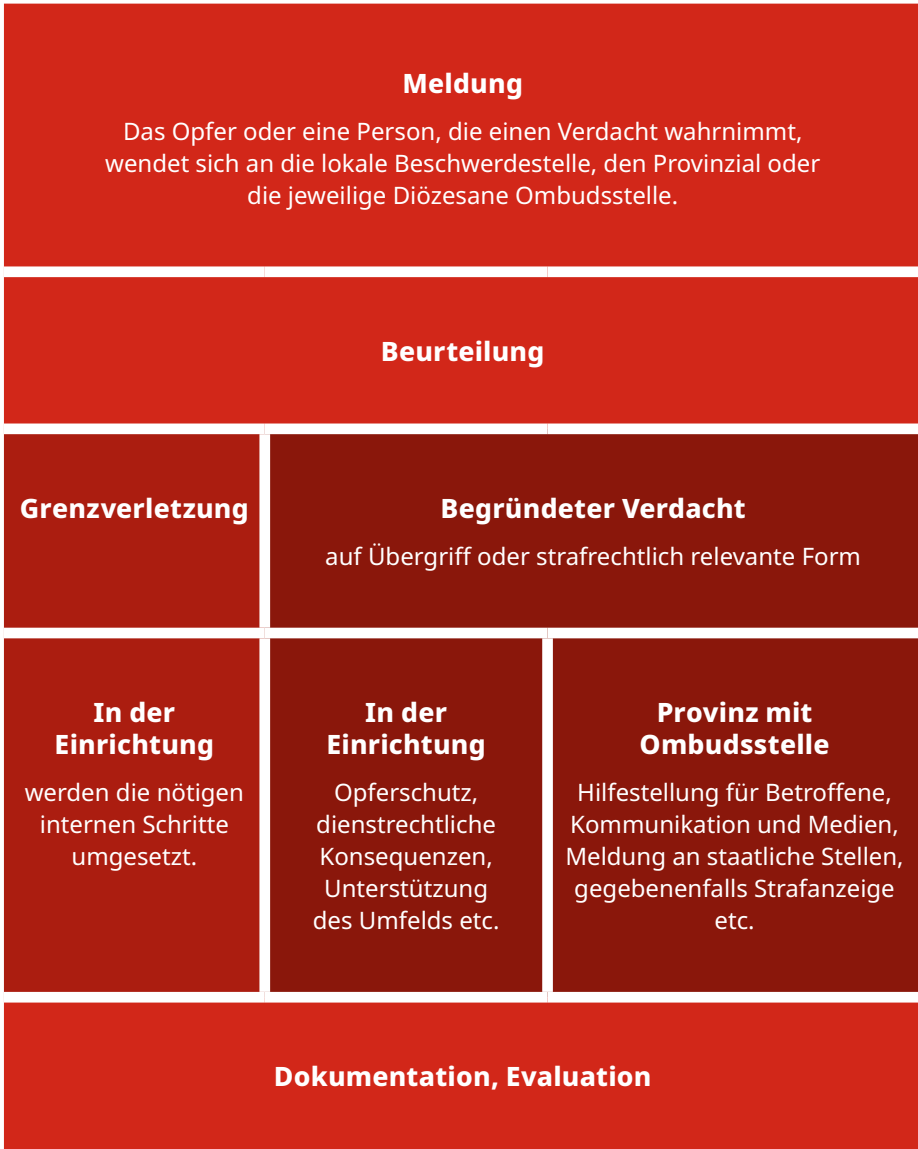 Meldung
Das Opfer oder eine Person, die einen Verdacht wahrnimmt,
wendet sich an die lokale Beschwerdestelle, den Provinzial oder
die jeweilige Diözesane Ombudsstelle.
Beurteilung
Grenzverletzung
Begründeter Verdacht
auf Übergriff oder strafrechtlich relevante Form
In der
Einrichtung
werden die nötigen
internen Schritte
umgesetzt.
In der
Einrichtung
Opferschutz,
dienstrechtliche
Konsequenzen,
Unterstützung
des Umfelds etc.
Provinz mit
Ombudsstelle
Hilfestellung für Betroffene,
Kommunikation und Medien,
Meldung an staatliche Stellen,
gegebenenfalls Strafanzeige
etc.
Dokumentation, Evaluation